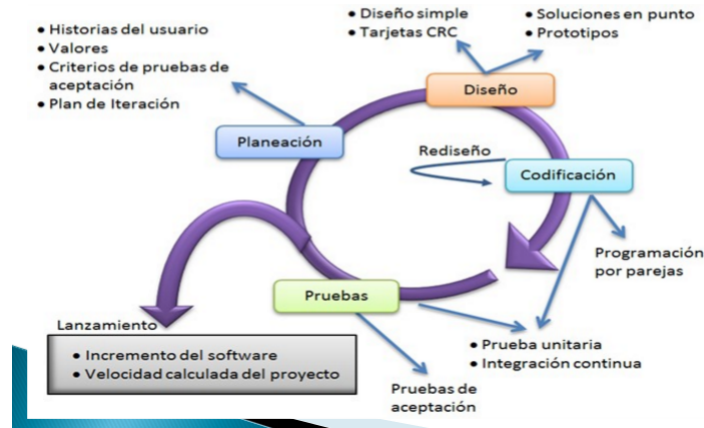 • Historias del usuario
• Valores
• Criterios de pruebas de
aceptación
• Plan de Iteración
• Diseño simple
• Tarjetas CRC
• Soluciones en punto
• Prototipos
Diseño
Planeación
Rediseño
Codificación
Programación
por parejas
Pruebas
• Prueba unitaria
• Integración continua
Pruebas de
aceptación
Lanzamiento
• Incremento del software
• Velocidad calculada del proyecto